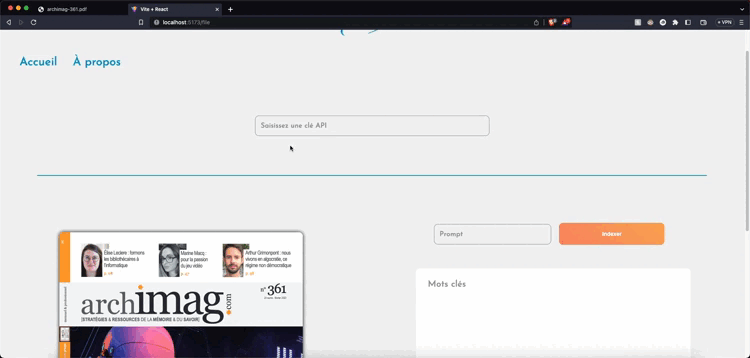 archimag-361.pdf
Vite + React
localhost:5173/file
VPN
Accueil À propos
Saisissez une clé API
Prompt
Indexer
Mots clés
Élise Leclere : formons
les bibliothécaires à
l'informatique
Marine Macq :
pour la passion
du jeu vidéo
Arthur Grimonpont : nous
vivons en algocratie, ce
régime non démocratique
n° 361
archimag.com
[STRATÉGIES & RESSOURCES DE LA MÉMOIRE & DU SAVOIR]